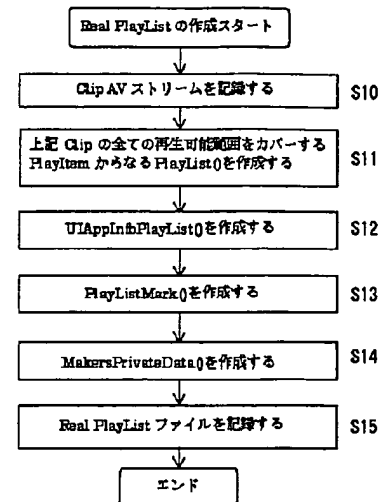 Real PlayList の作成スタート
Clip AV ストリームを記録する
S10
上記 Clip の全ての再生可能範囲をカバーする
PlayItem からなる PlayList()を作成する
S11
UIAppInfoPlayList()を作成する
S12
PlayListMark()を作成する
S13
MakersPrivateData()を作成する
S14
Real PlayList ファイルを記録する
S15
エンド